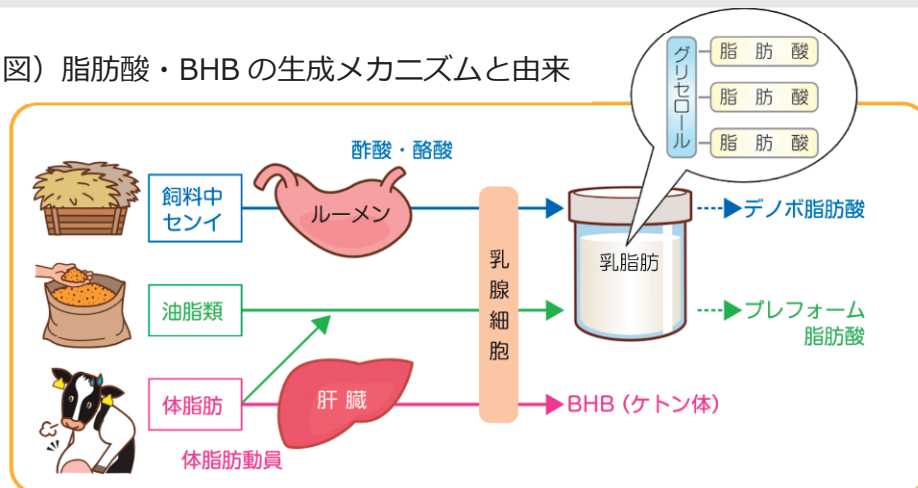 図）脂肪酸・BHB の生成メカニズムと由来
グリセロール
脂 肪 酸
脂 肪 酸
脂 肪 酸
酢酸・酪酸
飼料中
センイ
ルーメン
乳腺細胞
乳脂肪
デノボ脂肪酸
油脂類
プレフォーム
脂肪酸
体脂肪
肝 臓
BHB（ケトン体）
体脂肪動員